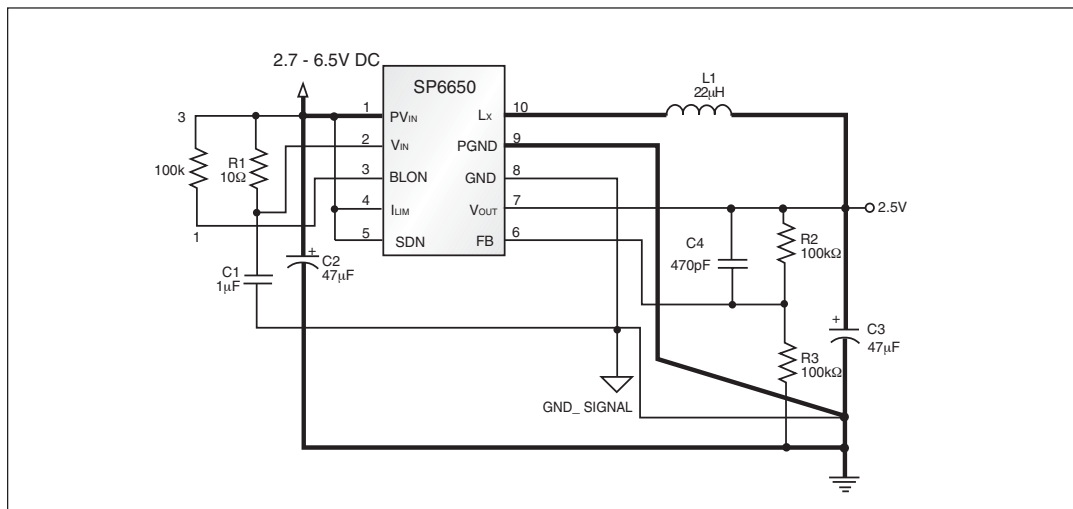 2.7 - 6.5V DC
SP6650
L1
22μH
3
1
PVIN
LX
10
100k
R1
10Ω
2
VIN
PGND
9
3
BLON
GND
8
4
ILIM
VOUT
7
2.5V
1
5
SDN
FB
6
C1
1μF
+
C2
47μF
C4
470pF
R2
100kΩ
+
C3
47μF
R3
100kΩ
GND_ SIGNAL